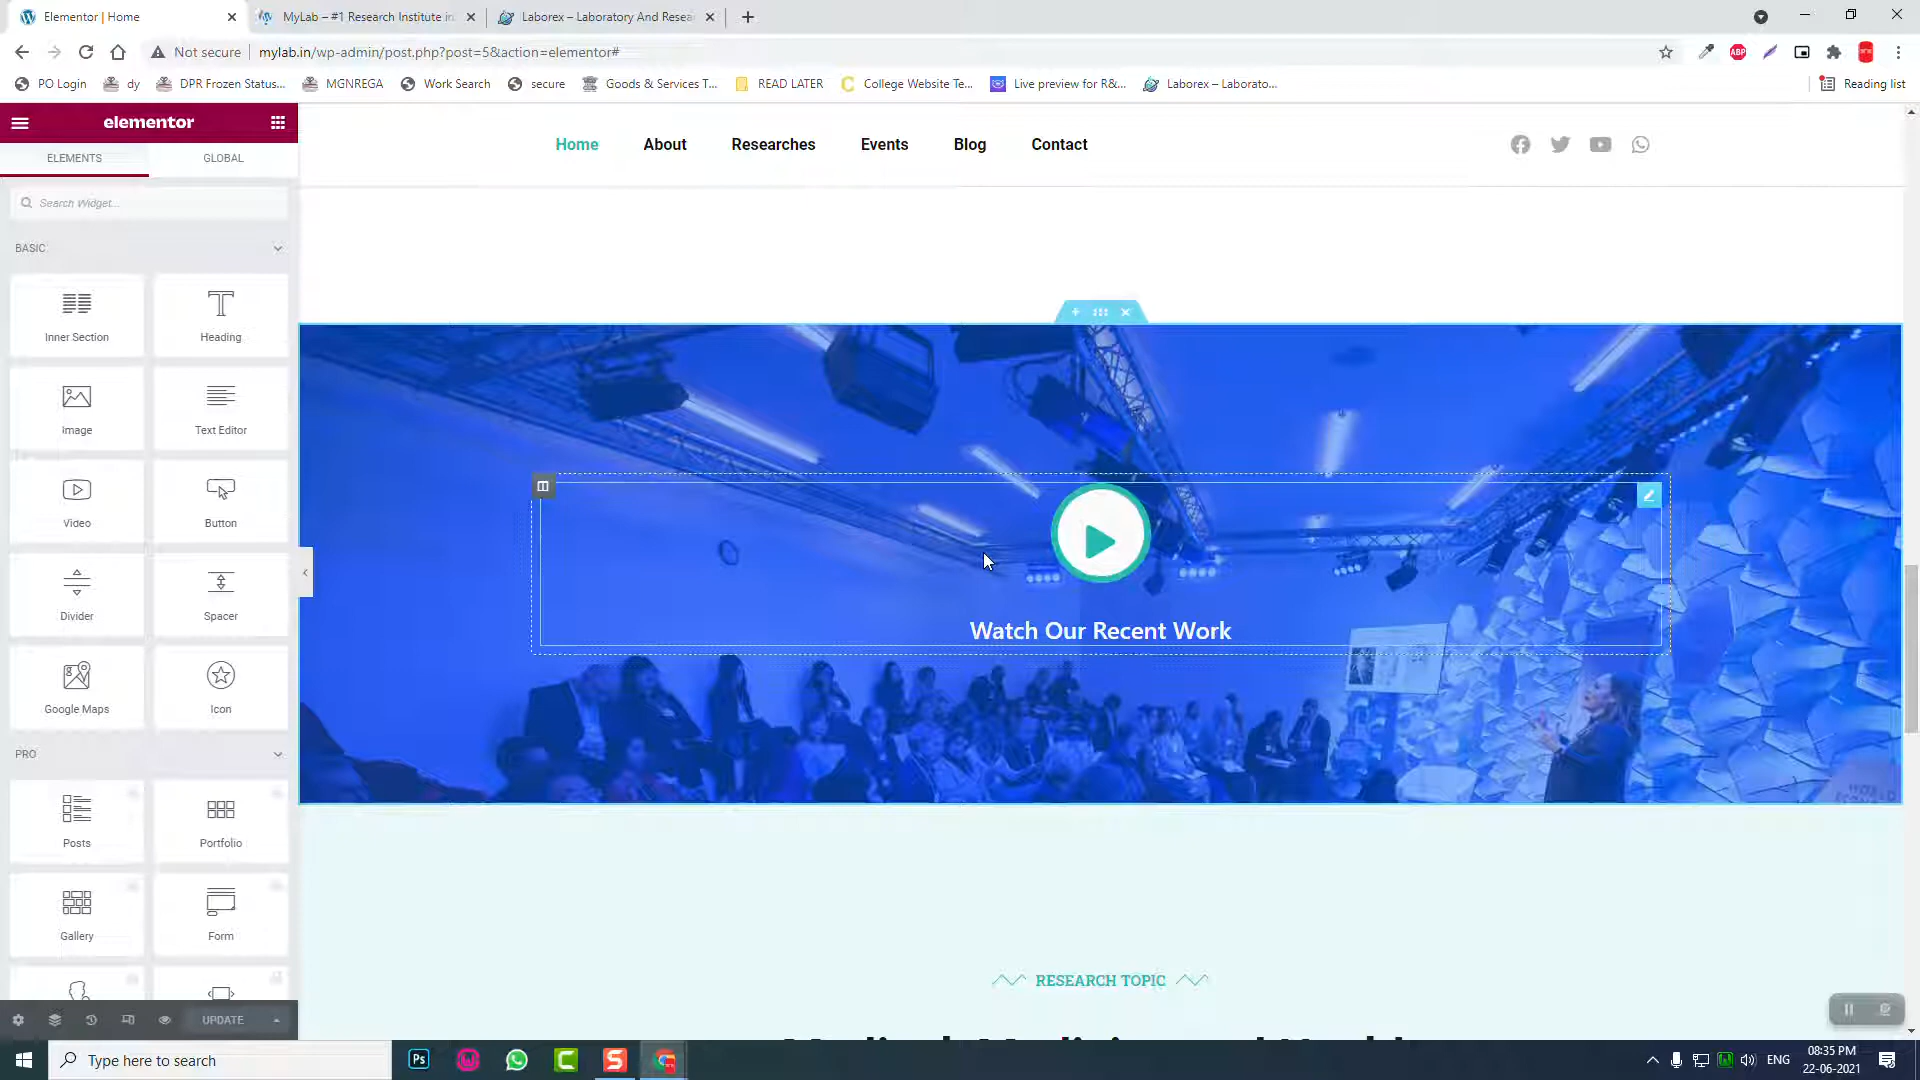 Elementor | Home
MyLab – #1 Research Institute in
Laborex – Laboratory And Resea
Not secure
mylab.in/wp-admin/post.php?post=5&action=elementor#
ABP
PO Login
dy
DPR Frozen Status...
MGNREGA
Work Search
secure
Goods & Services T...
READ LATER
College Website Te...
Live preview for R&...
Laborex – Laborato...
Reading list
elementor
ELEMENTS
GLOBAL
Search Widget...
BASIC
Inner Section
Heading
Image
Text Editor
Video
Button
Divider
Spacer
Google Maps
Icon
PRO
Posts
Portfolio
Gallery
Form
UPDATE
Home
About
Researches
Events
Blog
Contact
Watch Our Recent Work
RESEARCH TOPIC
Type here to search
Ps
ENG
08:35 PM
22-06-2021